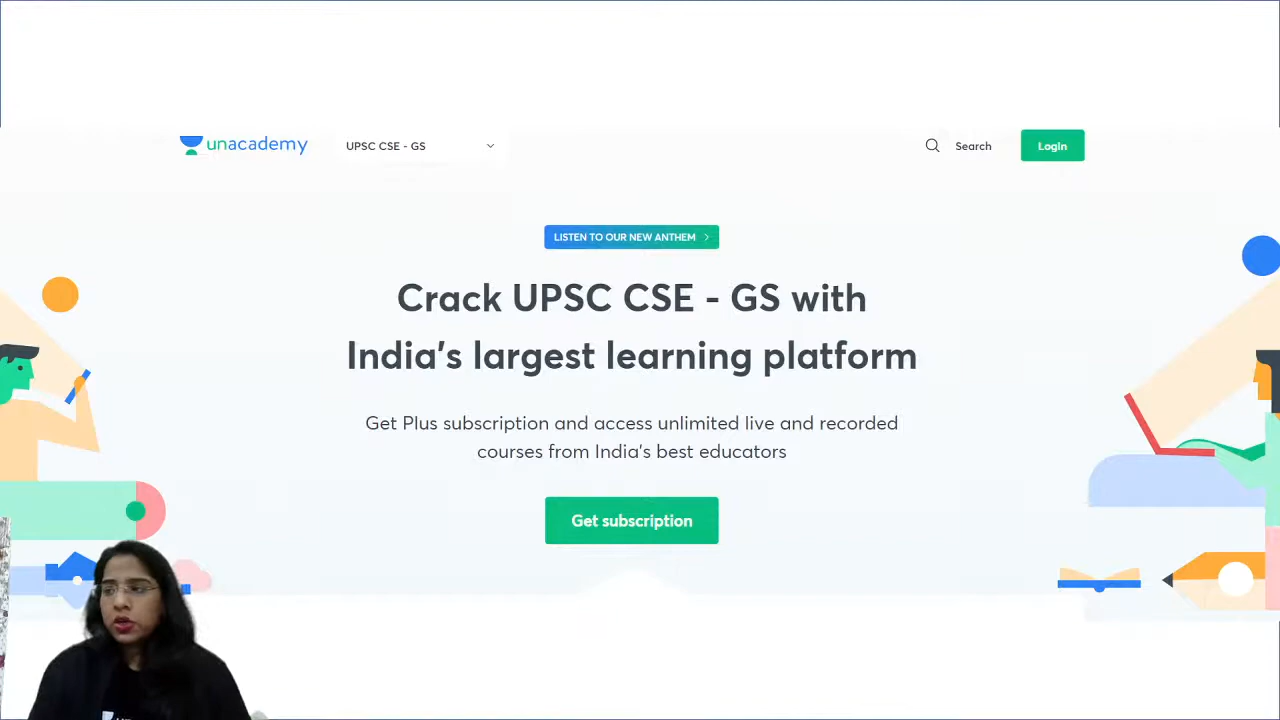 unacademy
UPSC CSE - GS
Search
Login
LISTEN TO OUR NEW ANTHEM
Crack UPSC CSE - GS with
India's largest learning platform
Get Plus subscription and access unlimited live and recorded
courses from India's best educators
Get subscription